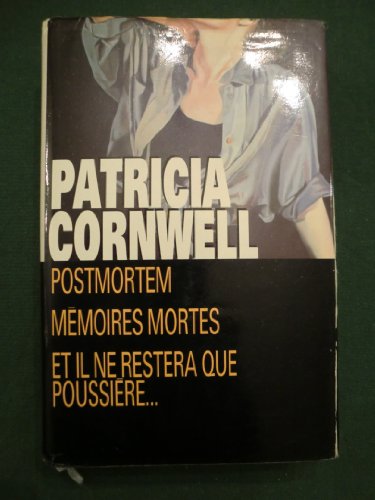 PATRICIA
CORNWELL
POSTMORTEM
MÉMOIRES MORTES
ET IL NE RESTERA QUE
POUSSIÈRE...